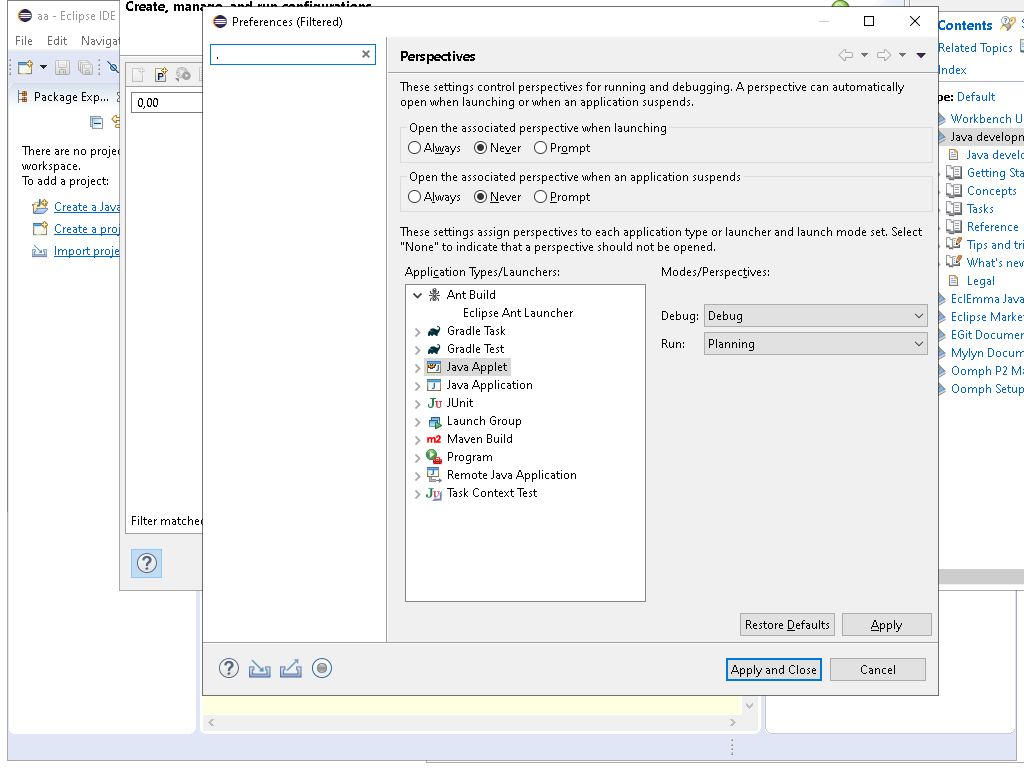 aa - Eclipse IDE
File Edit
Package Exp...
There are no
workspace.
To add a project:
Create a Java
Create a
Import
Create, manage, and run configurations
0,00
Filter matched
Preferences (Filtered)
.
Perspectives
These settings control perspectives for running and debugging. A perspective can automatically
open when launching or when an application suspends.
Open the associated perspective when launching
Always Never Prompt
Open the associated perspective when an application suspends
Always Never Prompt
These settings assign perspectives to each application type or launcher and launch mode set. Select
"None" to indicate that a perspective should not be opened.
Application Types/Launchers:
Ant Build
Eclipse Ant Launcher
Gradle Task
Gradle Test
Java Applet
Java Application
JUnit
Launch Group
Maven Build
Program
Remote Java Application
Task Context Test
Modes/Perspectives:
Debug: Debug
Run: Planning
Restore Defaults Apply
Apply and Close Cancel
Contents
Related Topics
Index
pe: Default
Workbench U
Java developn
Java develo
Getting Sta
Concepts
Tasks
Reference
Tips and tri
What's new
Legal
EclEmma Java
Eclipse Marke
EGit Documer
Mylyn Docum
Oomph P2 Ma
Oomph Setup